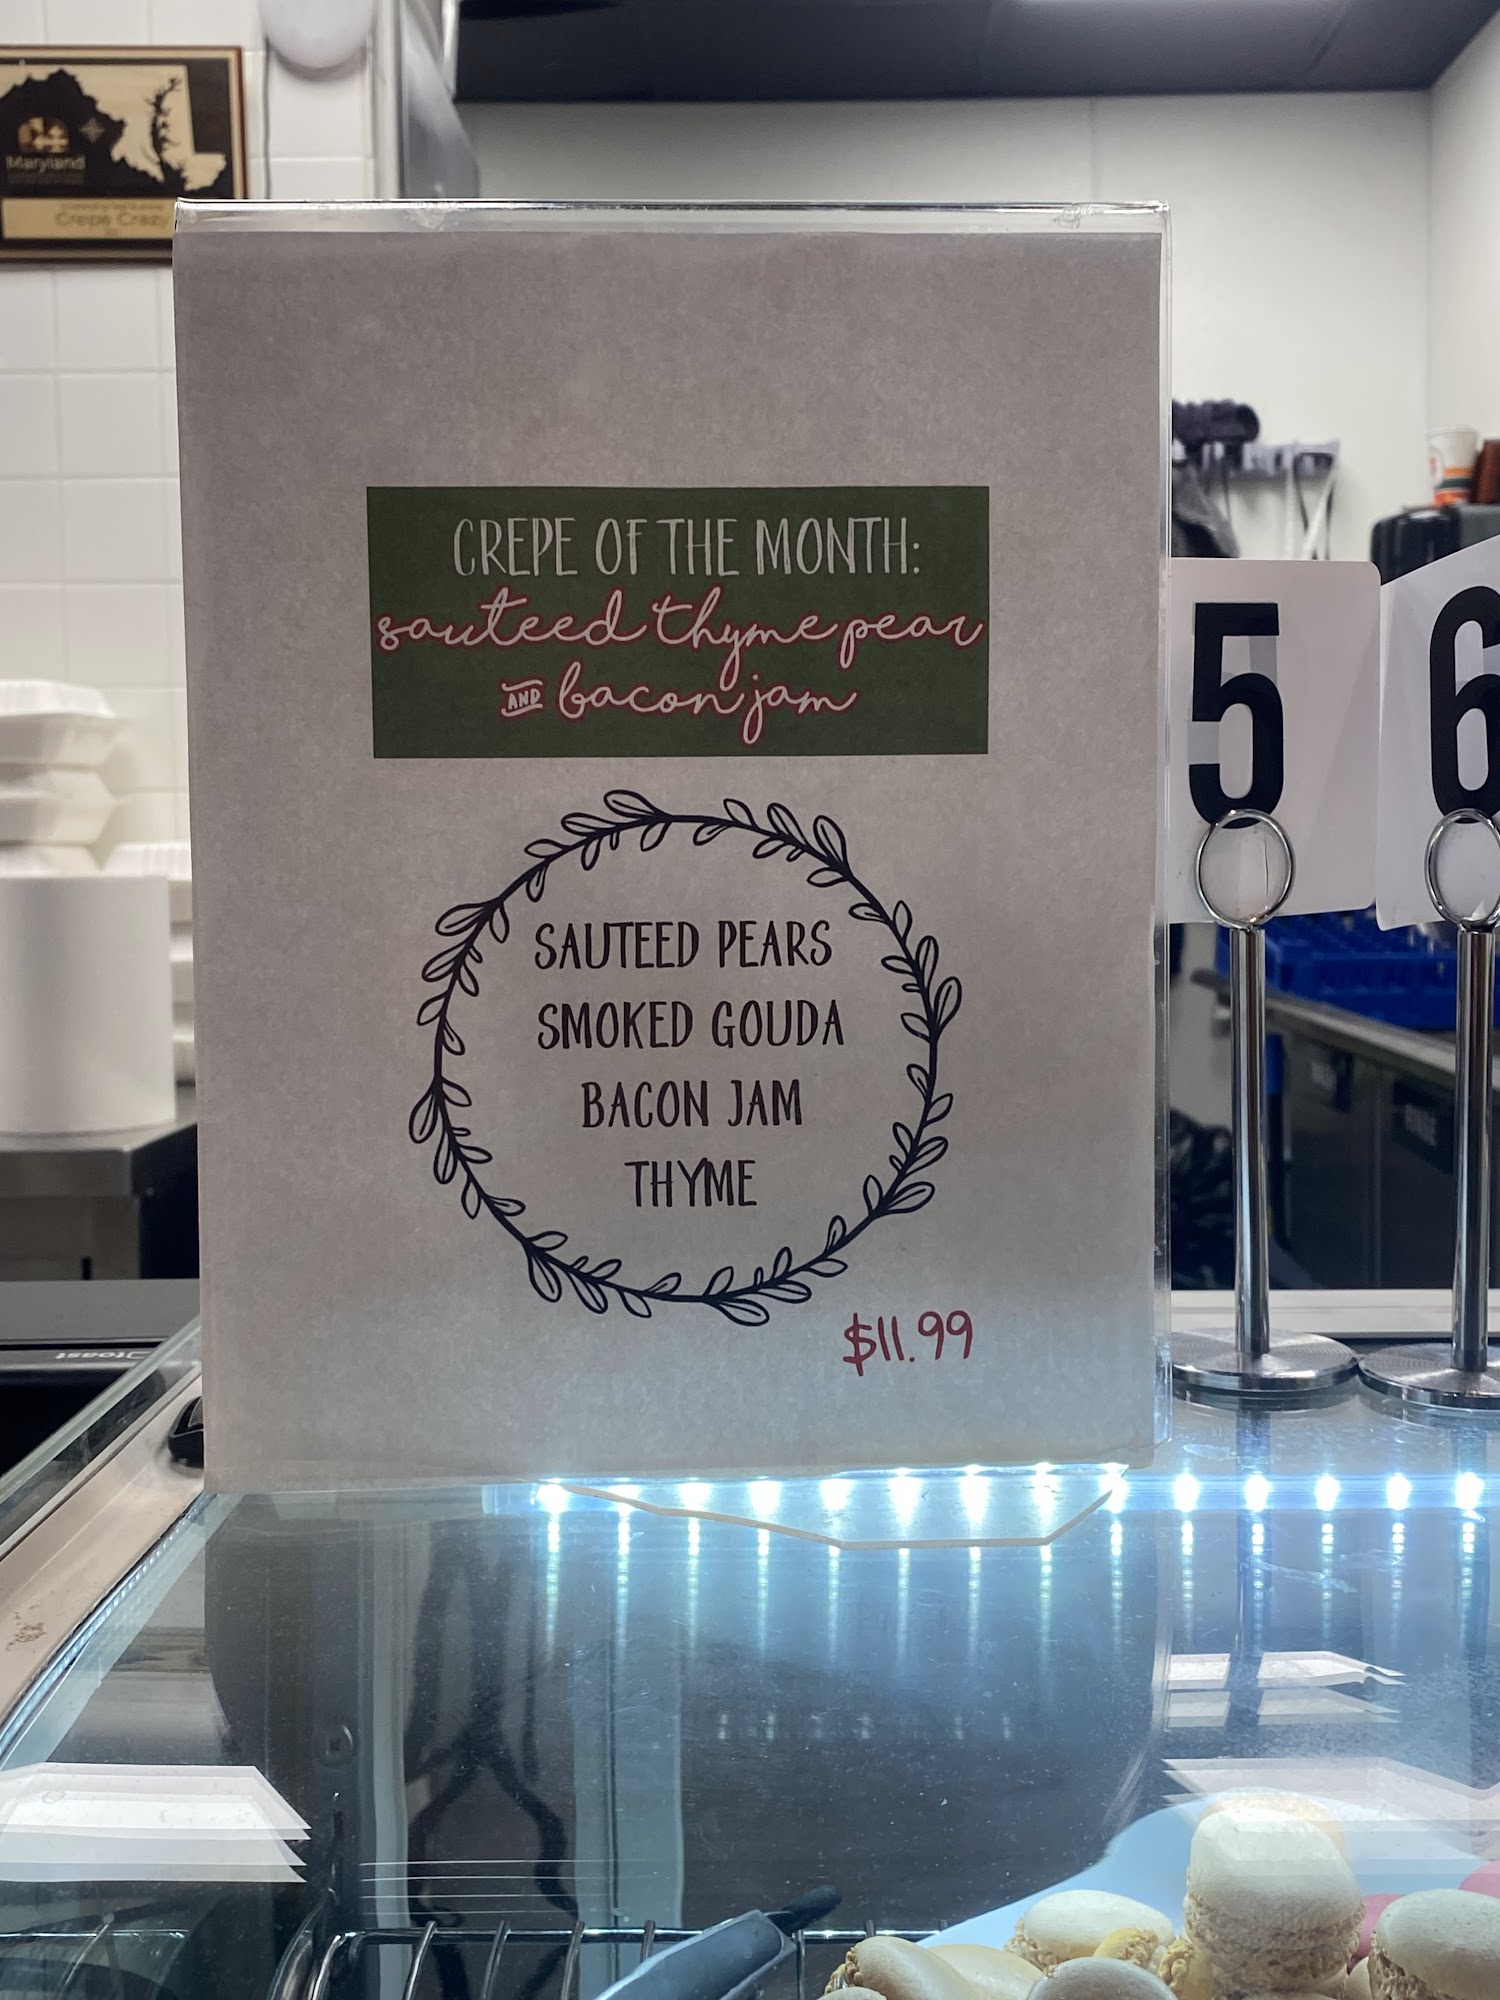 Maryland
Crepe Crazy
CREPE OF THE MONTH:
sauteed thyme pear
AND bacon jam
SAUTEED PEARS
SMOKED GOUDA
BACON JAM
THYME
$11.99
5
6
toast